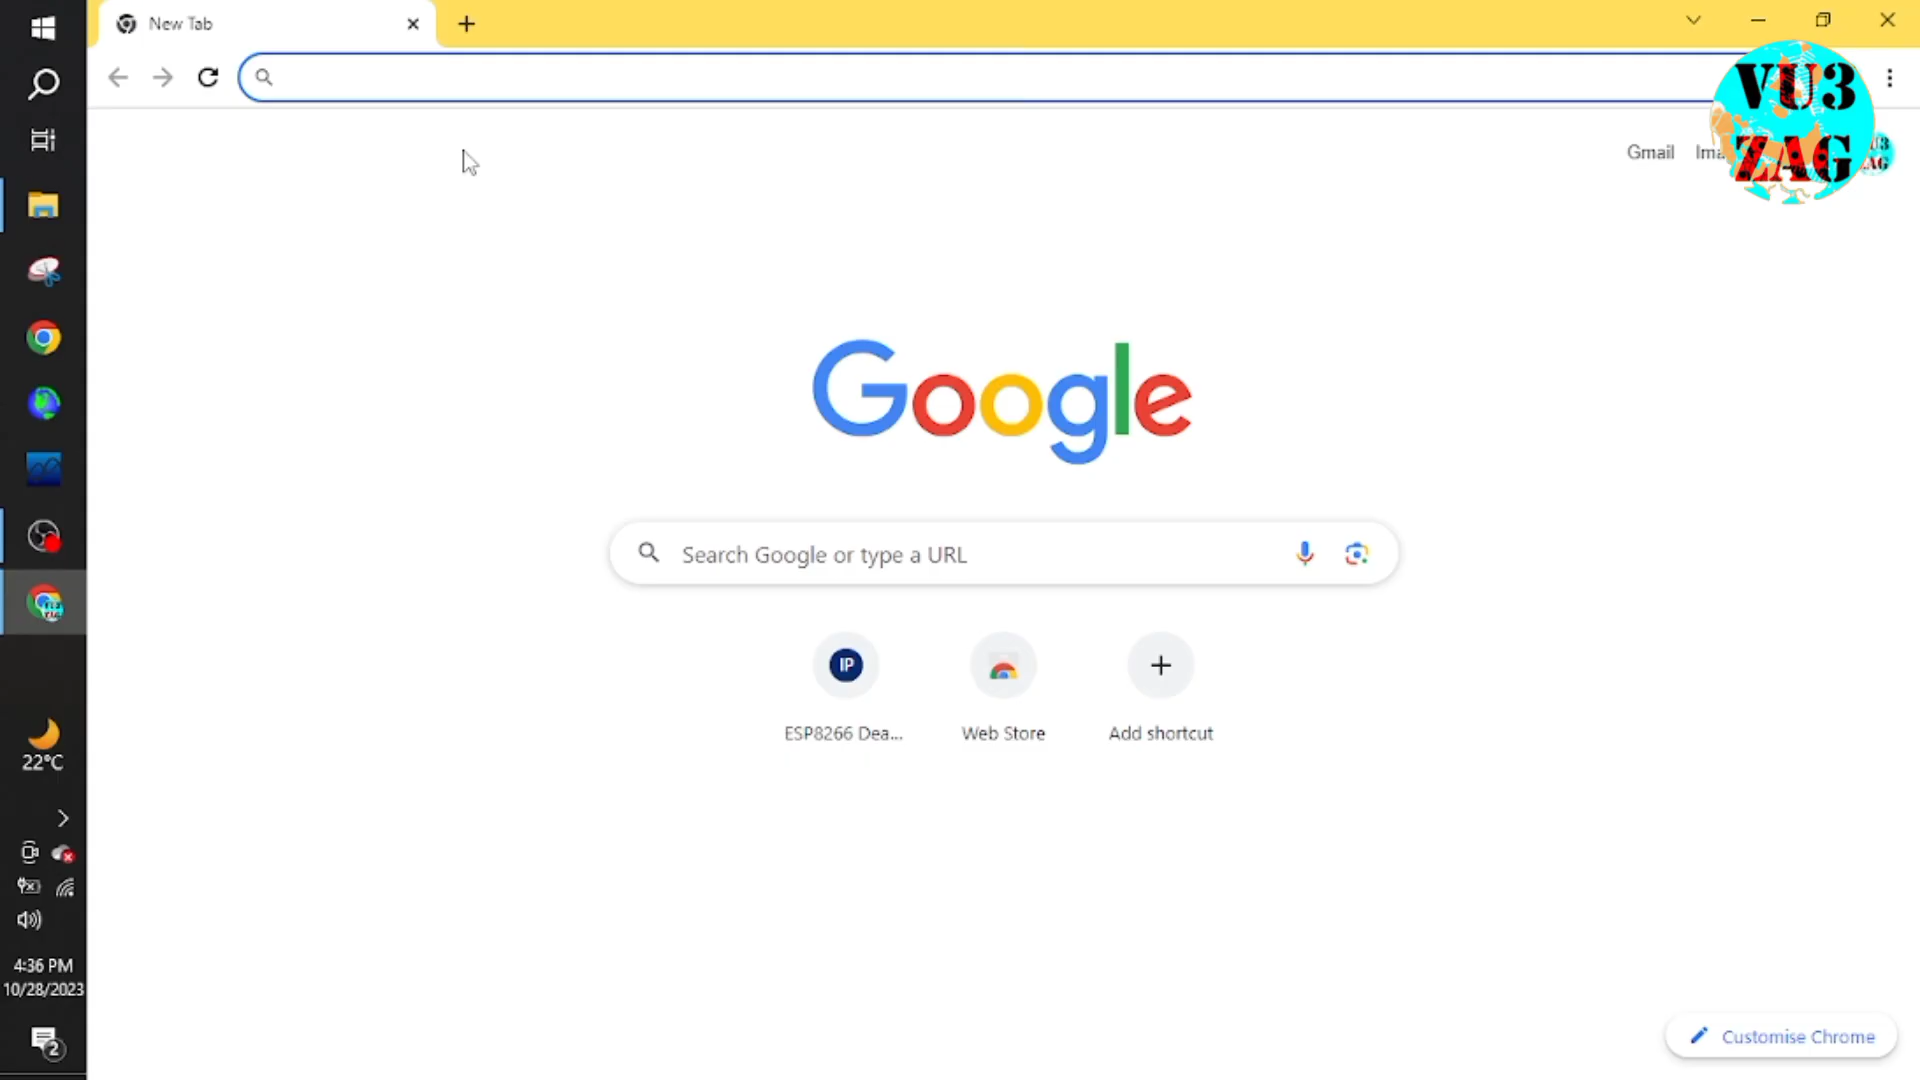 New Tab
VU3
ZAG
Gmail
Google
Search Google or type a URL
IP
ESP8266 Dea...
Web Store
Add shortcut
22°C
4:36 PM
10/28/2023
2
Customise Chrome